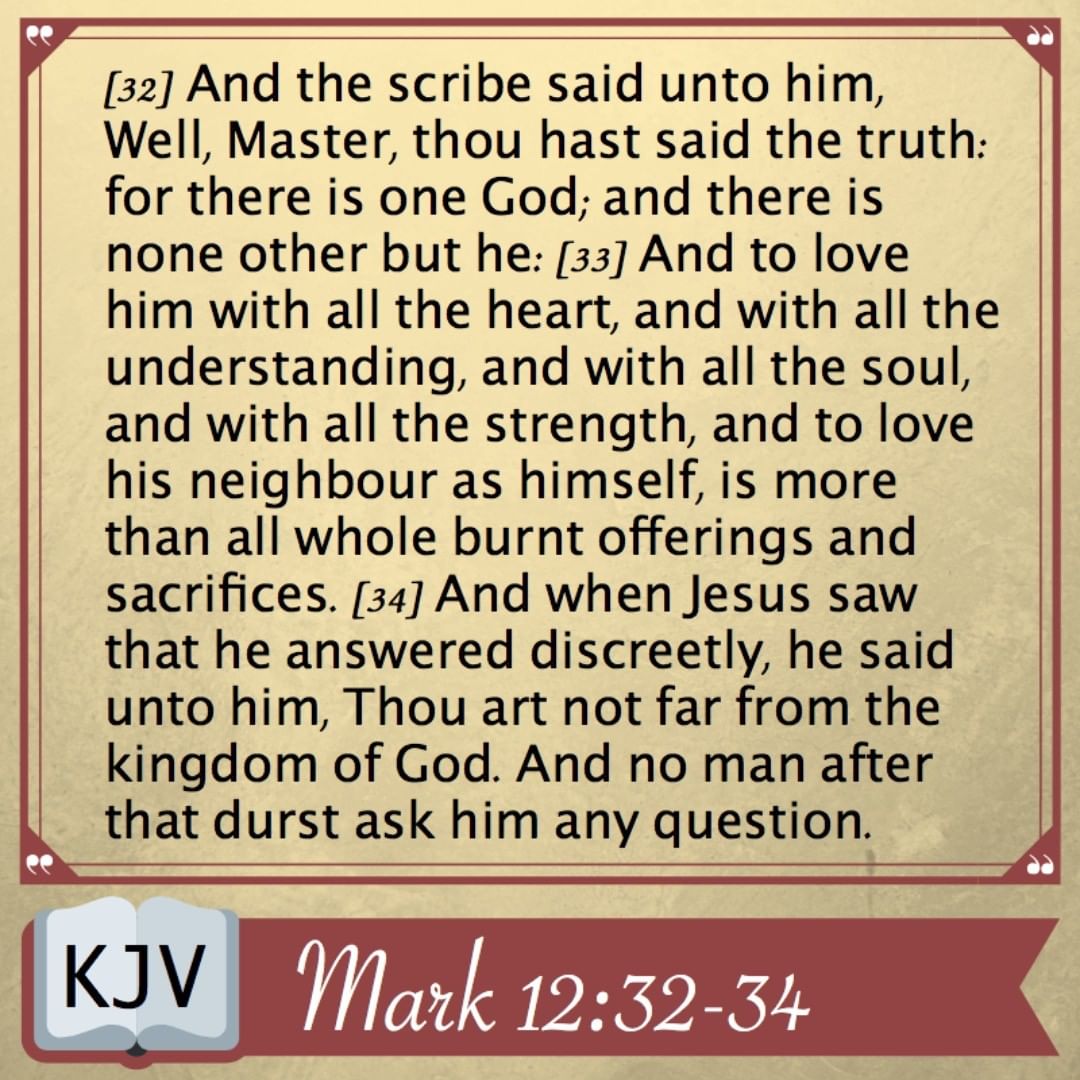 [32] And the scribe said unto him,
Well, Master, thou hast said the truth:
for there is one God; and there is
none other but he: [33] And to love
him with all the heart, and with all the
understanding, and with all the soul,
and with all the strength, and to love
his neighbour as himself, is more
than all whole burnt offerings and
sacrifices. [34] And when Jesus saw
that he answered discreetly, he said
unto him, Thou art not far from the
kingdom of God. And no man after
that durst ask him any question.
KJV
Mark 12:32-34